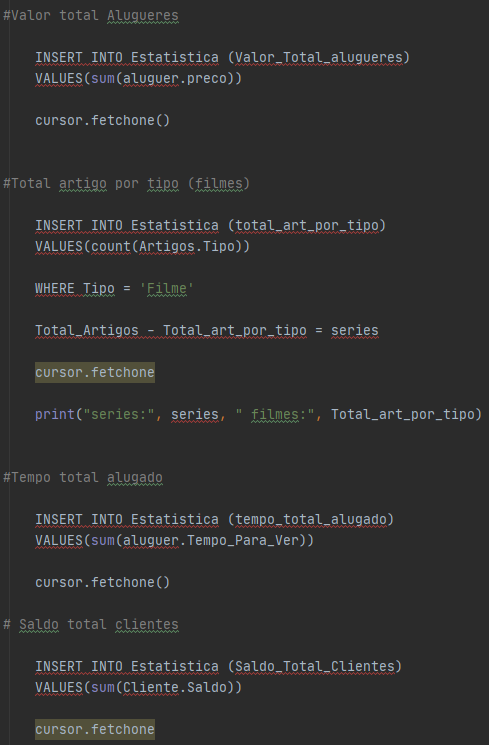 #Valor total Alugueres
INSERT INTO Estatistica (Valor_Total_alugueres)
VALUES(sum(aluguer.preco))
cursor.fetchone()
#Total artigo por tipo (filmes)
INSERT INTO Estatistica (total_art_por_tipo)
VALUES(count(Artigos.Tipo))
WHERE Tipo = 'Filme'
Total_Artigos - Total_art_por_tipo = series
cursor.fetchone
print("series:", series, " filmes:", Total_art_por_tipo)
#Tempo total alugado
INSERT INTO Estatistica (tempo_total_alugado)
VALUES(sum(aluguer.Tempo_Para_Ver))
cursor.fetchone()
# Saldo total clientes
INSERT INTO Estatistica (Saldo_Total_Clientes)
VALUES(sum(Cliente.Saldo))
cursor.fetchone